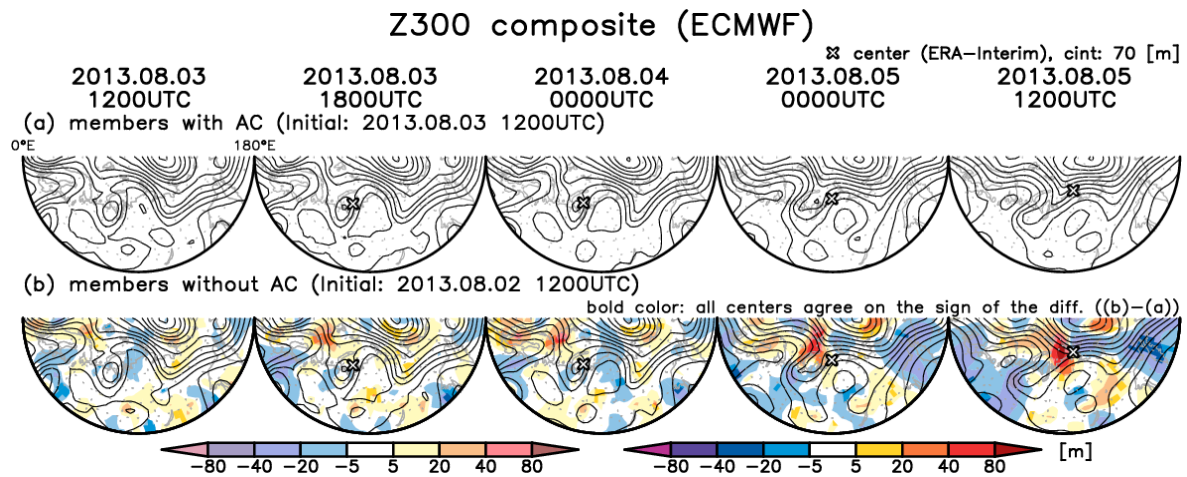 Z300 composite (ECMWF)
✖ center (ERA-Interim), cint: 70 [m]
2013.08.03 2013.08.03 2013.08.04 2013.08.05 2013.08.05
1200UTC 1800UTC 0000UTC 0000UTC 1200UTC
(a) members with AC (Initial: 2013.08.03 1200UTC)
0°E 180°E
(b) members without AC (Initial: 2013.08.02 1200UTC)
bold color: all centers agree on the sign of the diff. ((b)-(a))
-80 -40 -20 -5 5 20 40 80 -80 -40 -20 -5 5 20 40 80 [m]